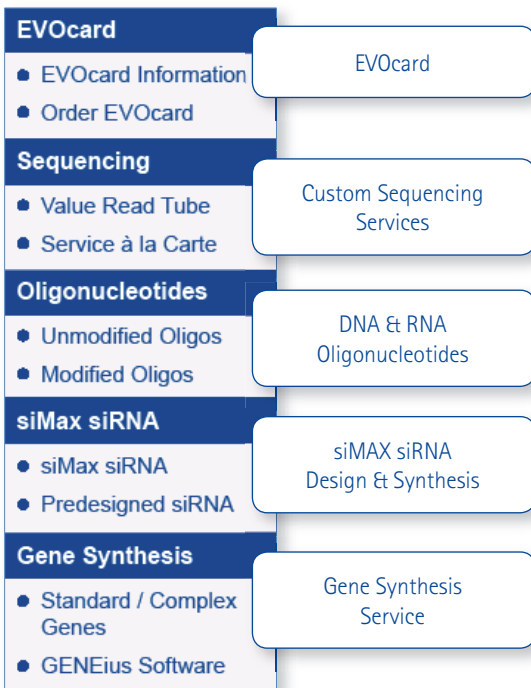 EVOcard
EVOcard Information
Order EVOcard
EVOcard
Sequencing
Value Read Tube
Service à la Carte
Custom Sequencing
Services
Oligonucleotides
Unmodified Oligos
Modified Oligos
DNA & RNA
Oligonucleotides
siMax siRNA
siMax siRNA
Predesigned siRNA
siMAX siRNA
Design & Synthesis
Gene Synthesis
Standard / Complex
Genes
GENEius Software
Gene Synthesis
Service